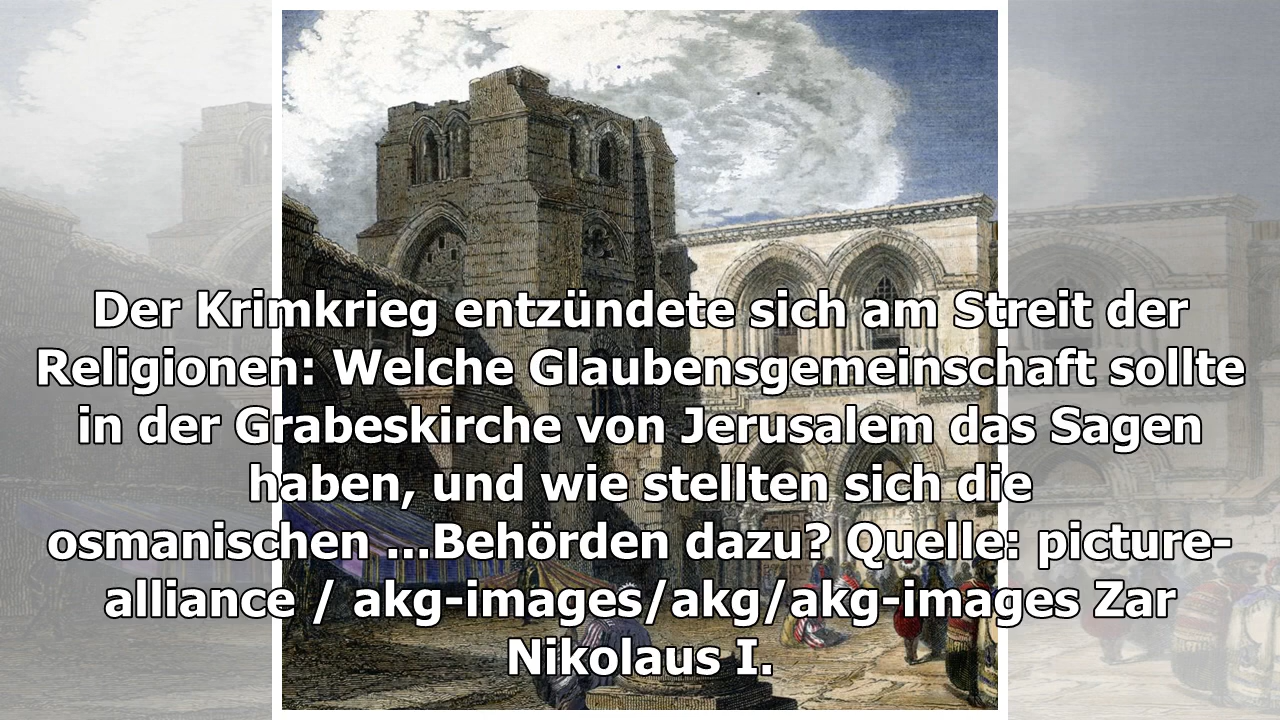 Der Krimkrieg entzündete sich am Streit der
Religionen: Welche Glaubensgemeinschaft sollte
in der Grabeskirche von Jerusalem das Sagen
haben, und wie stellten sich die
osmanischen ...Behörden dazu? Quelle: picture-
alliance / akg-images/akg/akg-images Zar
Nikolaus I.